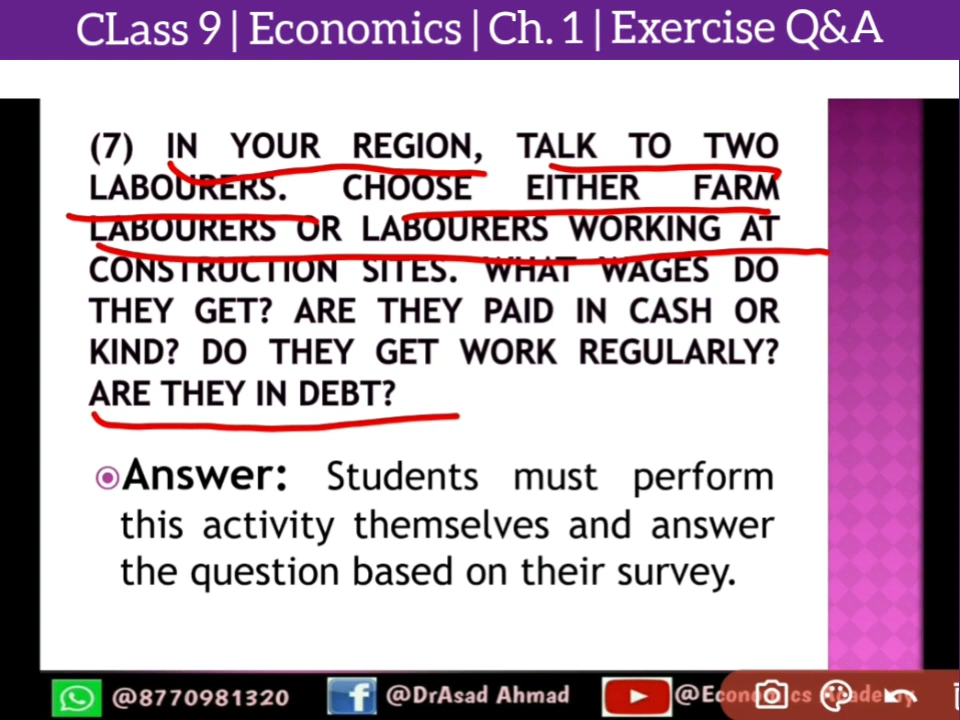 CLass 9 | Economics | Ch. 1 | Exercise Q&A
(7) IN YOUR REGION, TALK TO TWO
LABOURERS. CHOOSE EITHER FARM
LABOURERS OR LABOURERS WORKING AT
CONSTRUCTION SITES. WHAT WAGES DO
THEY GET? ARE THEY PAID IN CASH OR
KIND? DO THEY GET WORK REGULARLY?
ARE THEY IN DEBT?
Answer: Students must perform
this activity themselves and answer
the question based on their survey.
@8770981320 @DrAsad Ahmad